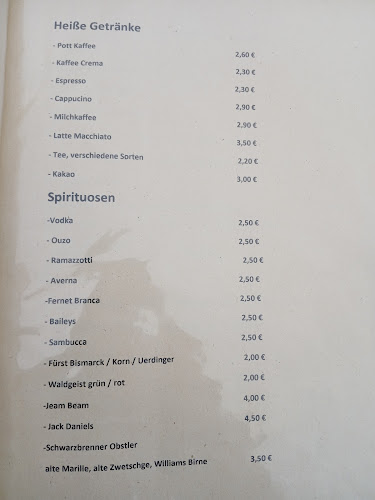 Heiße Getränke
- Pott Kaffee 2,60 €
- Kaffee Crema 2,30 €
- Espresso 2,30 €
- Cappucino 2,90 €
- Milchkaffee 2,90 €
- Latte Macchiato 3,50 €
- Tee, verschiedene Sorten 2,20 €
- Kakao 3,00 €
Spirituosen
-Vodka 2,50 €
- Ouzo 2,50 €
- Ramazzotti 2,50 €
- Averna 2,50 €
-Fernet Branca 2,50 €
- Baileys 2,50 €
- Sambucca 2,50 €
- Fürst Bismarck / Korn / Uerdinger 2,00 €
- Waldgeist grün / rot 2,00 €
-Jeam Beam 4,00 €
- Jack Daniels 4,50 €
-Schwarzbrenner Obstler
alte Marilie, alte Zwetschge, Williams Birne 3,50 €